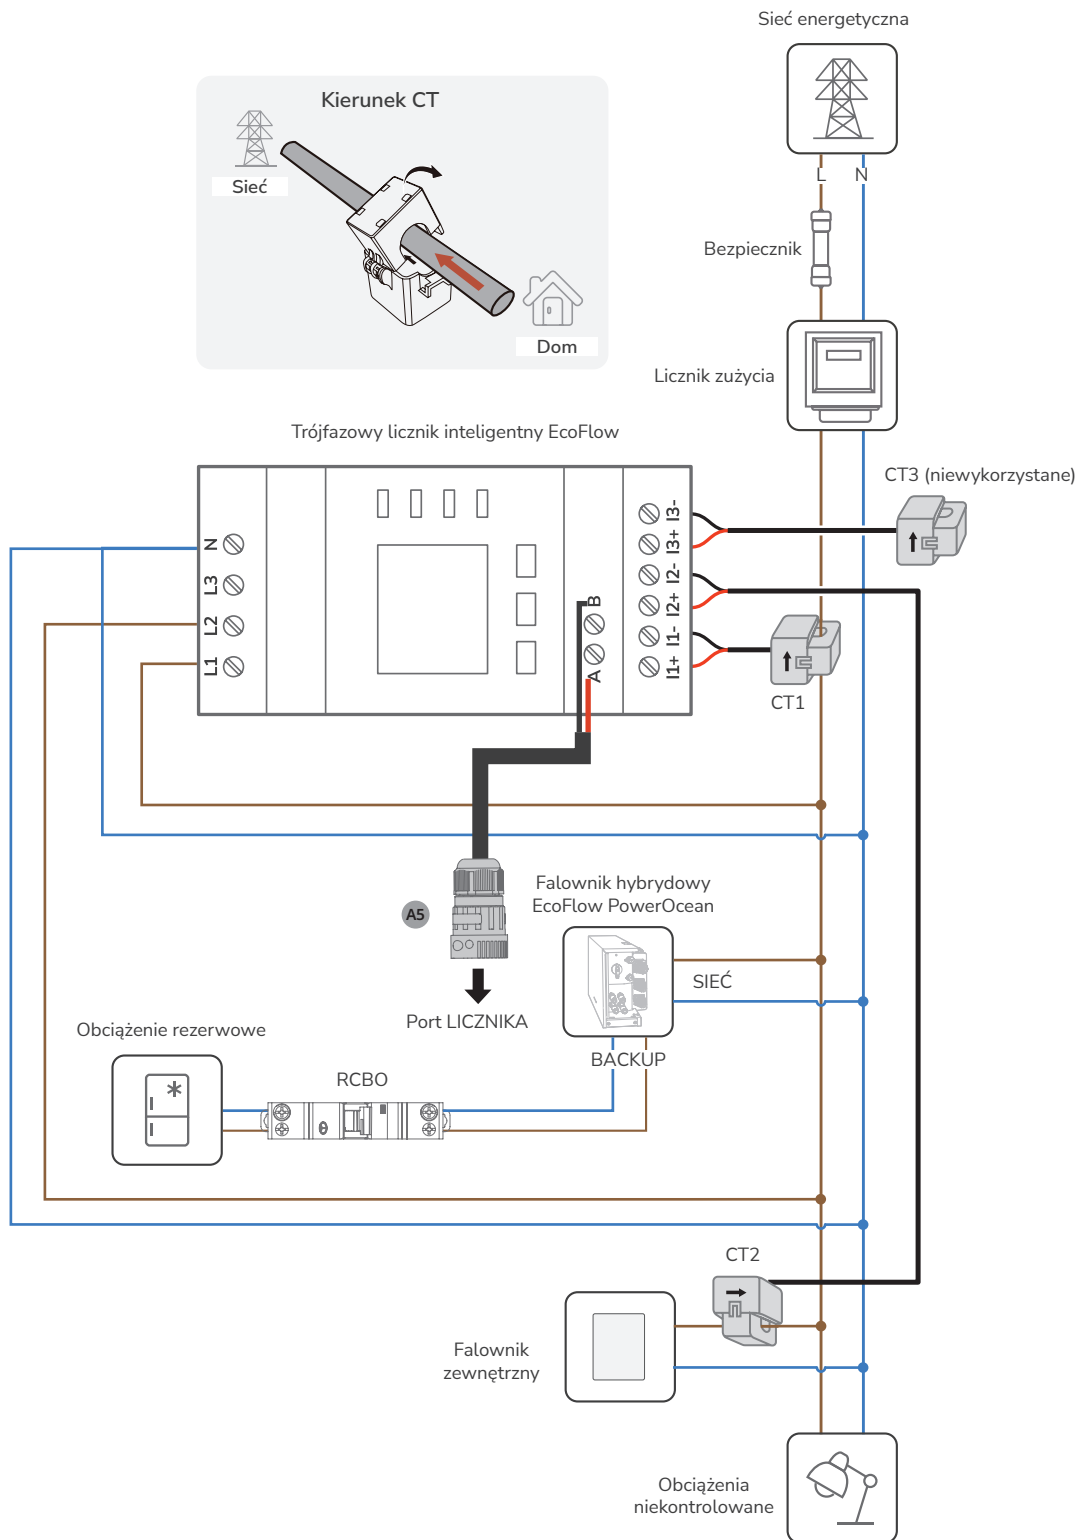 Sieć energetyczna
Kierunek CT
Sieć
Dom
L N
Bezpiecznik
Licznik zużycia
Trójfazowy licznik inteligentny EcoFlow
CT3 (niewykorzystane)
N
L3
L2
L1
B
A
I3-
I3+
I2-
I2+
I1-
I1+
CT1
A5
Falownik hybrydowy
EcoFlow PowerOcean
SIEĆ
Port LICZNIKA
BACKUP
Obciążenie rezerwowe
RCBO
CT2
Falownik
zewnętrzny
Obciążenia
niekontrolowane